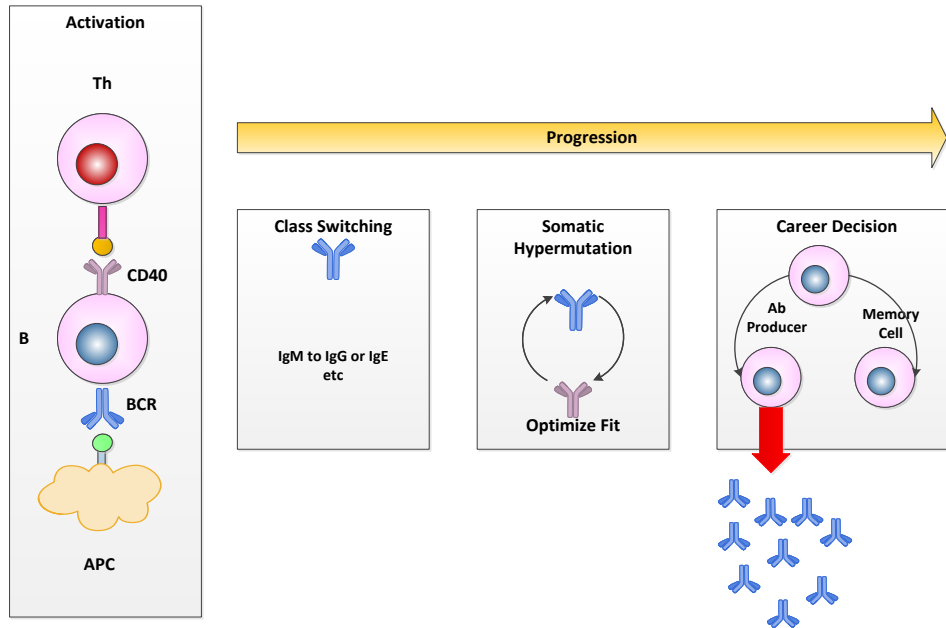 Activation
Th
CD40
B
BCR
APC
Progression
Class Switching
IgM to IgG or IgE
etc
Somatic
Hypermutation
Optimize Fit
Career Decision
Ab
Producer
Memory
Cell